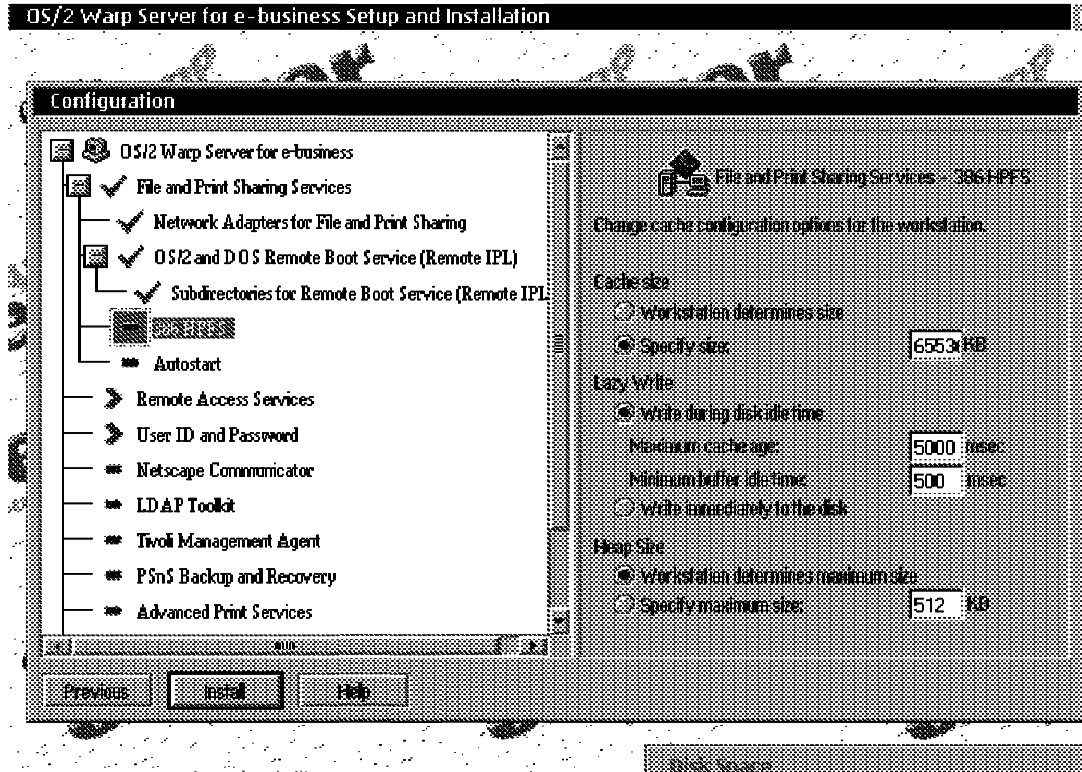 OS/2 Warp Server for e-business Setup and Installation
Configuration
OS/2 Warp Server for e-business
File and Print Sharing Services
Network Adapters for File and Print Sharing
OS/2 and DOS Remote Boot Service (Remote IPL)
Subdirectories for Remote Boot Service (Remote IPL
386 HPFS
Autostart
Remote Access Services
User ID and Password
Netscape Communicator
LDAP Toolkit
Tivoli Management Agent
PSnS Backup and Recovery
Advanced Print Services
File and Print Sharing Services - 386 HPFS
Change cache configuration options for the workstation.
Cache size
Workstation determines size
Specify size: 6553 KB
Lazy Write
Write during disk idle time
Maximum cache age: 5000 msec
Minimum buffer idle time: 500 msec
Write immediately to the disk
Heap Size
Workstation determines maximum size
Specify maximum size: 512 KB
Previous Install Help
Disk Space